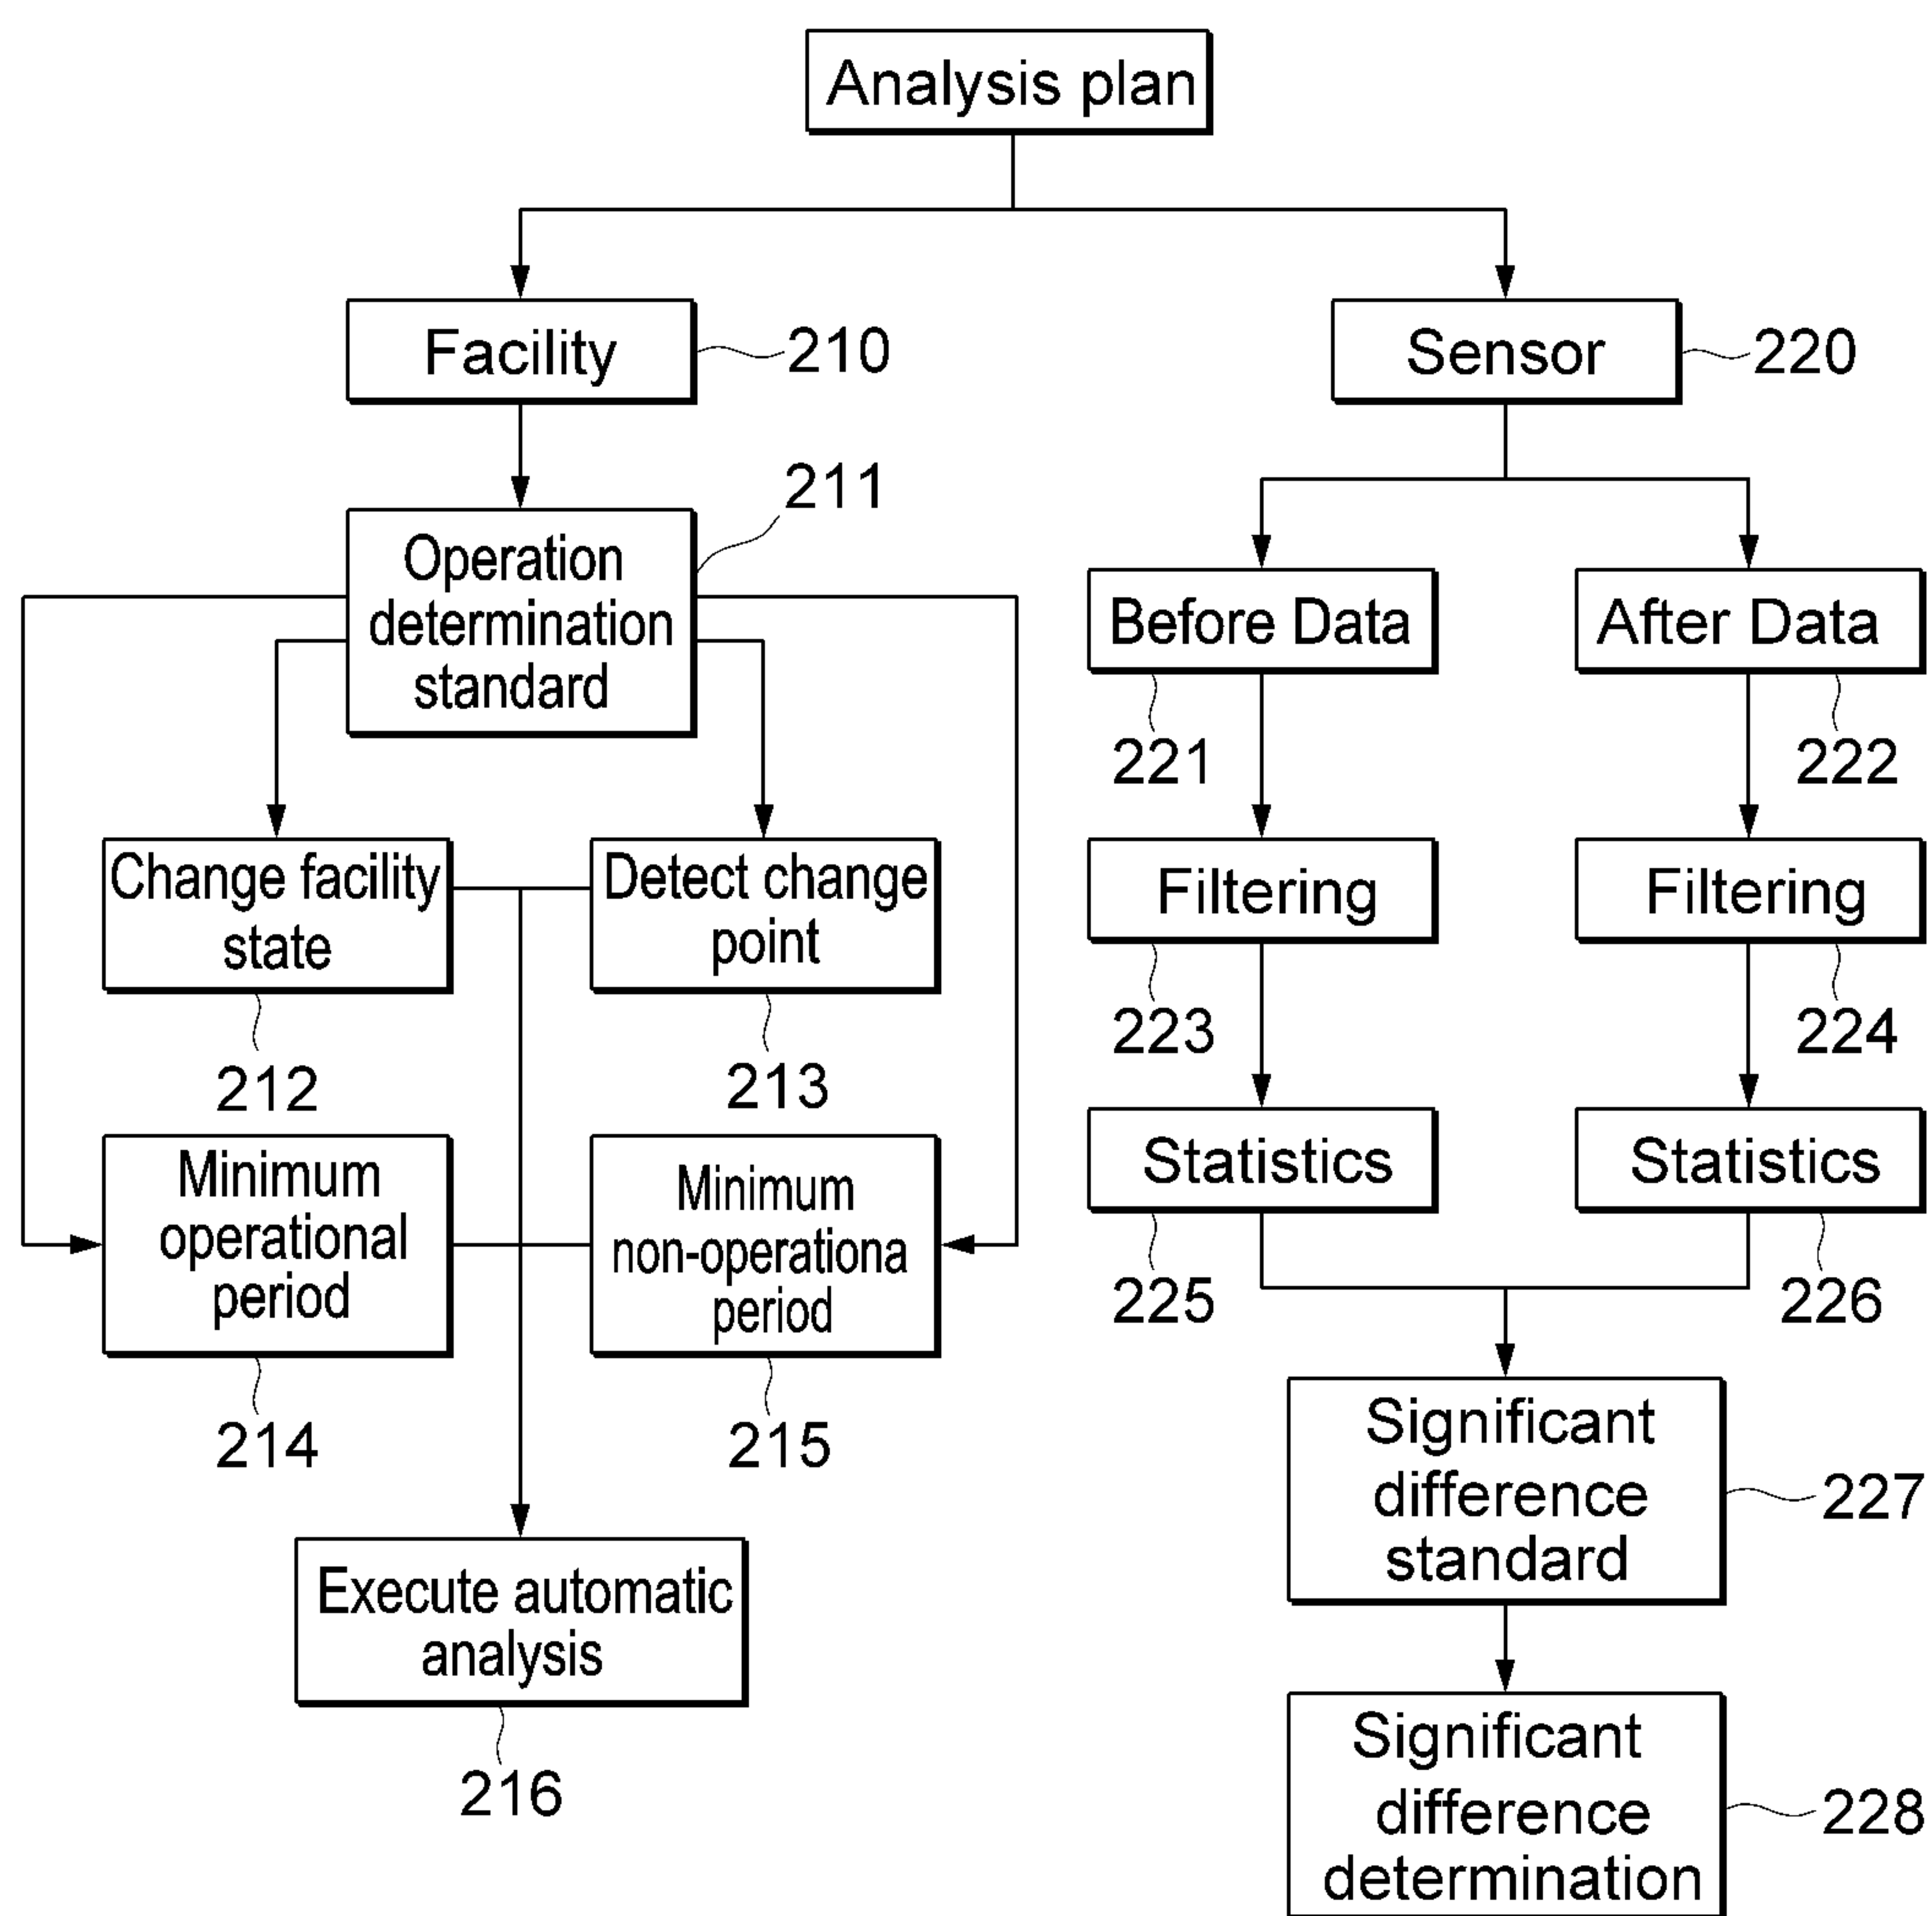 Analysis plan
Facility
210
Sensor
220
211
Operation
determination
standard
Before Data
After Data
221
222
Change facility
state
Detect change
point
Filtering
Filtering
212
213
223
224
Minimum
operational
period
Minimum
non-operationa
period
Statistics
Statistics
214
215
225
226
Significant
difference
standard
227
Execute automatic
analysis
216
Significant
difference
determination
228